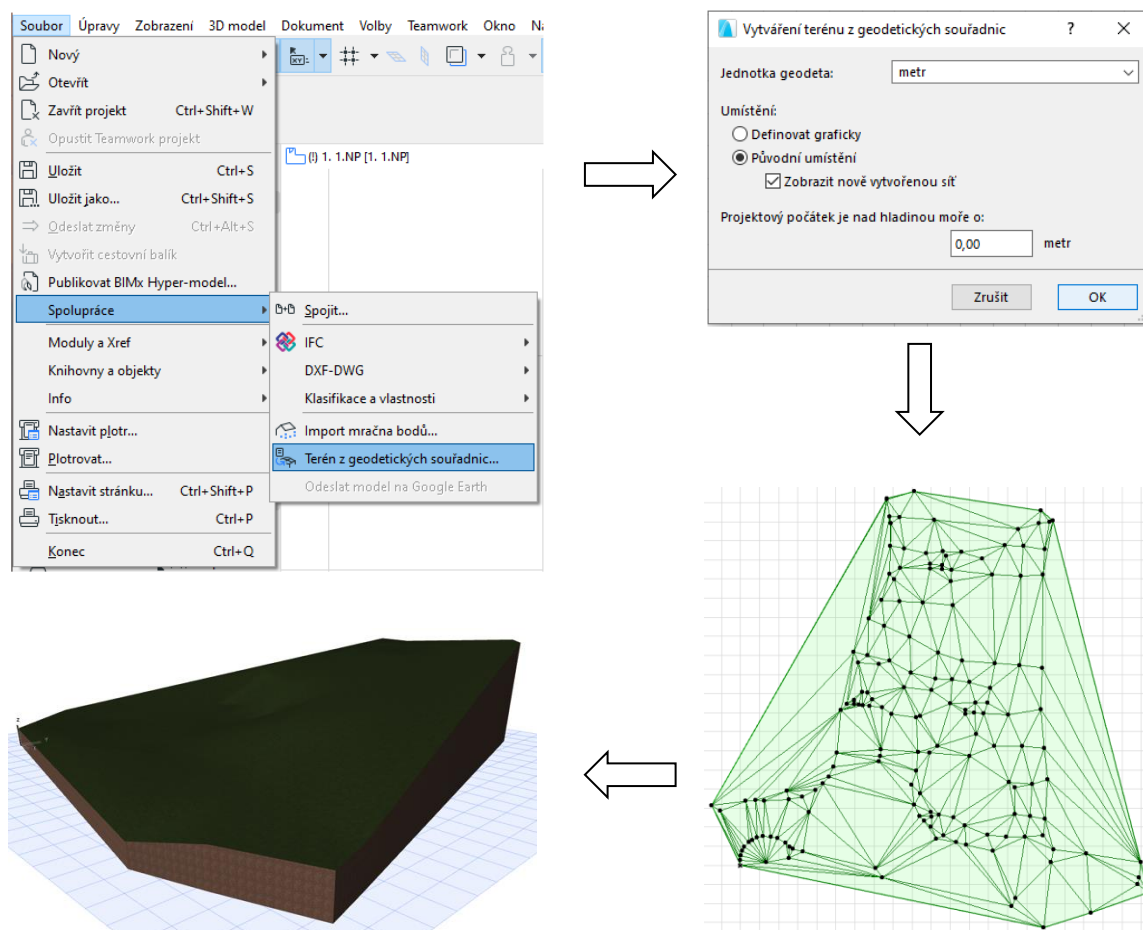 Soubor Úpravy Zobrazení 3D model Dokument Volby Teamwork Okno
Nový
Otevřít
Zavřít projekt Ctrl+Shift+W
Opustit Teamwork projekt
Uložit Ctrl+S
Uložit jako... Ctrl+Shift+S
Odeslat změny Ctrl+Alt+S
Vytvořit cestovní balík
Publikovat BIMx Hyper-model...
Spolupráce
Moduly a Xref
Knihovny a objekty
Info
Nastavit plotr...
Plotrovat...
Nastavit stránku... Ctrl+Shift+P
Tisknout... Ctrl+P
Konec Ctrl+Q
(!) 1. 1.NP [1. 1.NP]
Spojit...
IFC
DXF-DWG
Klasifikace a vlastnosti
Import mračna bodů...
Terén z geodetických souřadnic...
Odeslat model na Google Earth
Vytváření terénu z geodetických souřadnic ? ×
Jednotka geodeta: metr
Umístění:
Definovat graficky
Původní umístění
Zobrazit nově vytvořenou síť
Projektový počátek je nad hladinou moře o:
0,00 metr
Zrušit OK